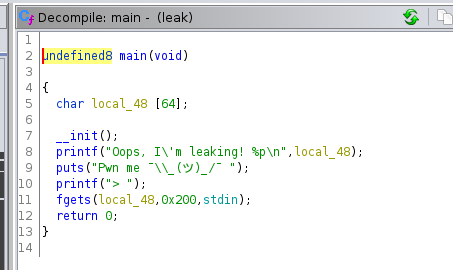 Decompile: main - (leak)
1
2 undefined8 main(void)
3
4 {
5 char local_48 [64];
6
7 __init();
8 printf("Oops, I\'m leaking! %p\n",local_48);
9 puts("Pwn me ¯\\_(ツ)_/¯ ");
10 printf("> ");
11 fgets(local_48,0x200,stdin);
12 return 0;
13 }
14